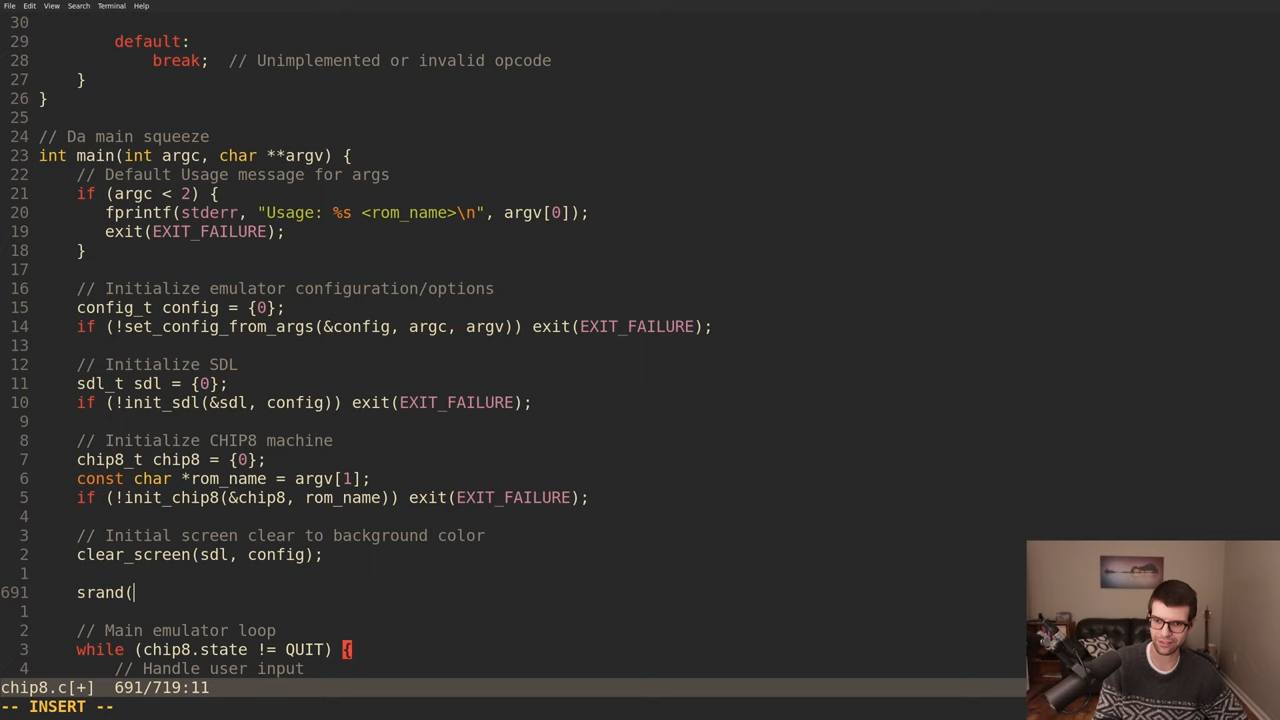 File Edit View Search Terminal Help
30
29 default:
28 break; // Unimplemented or invalid opcode
27 }
26 }
25
24 // Da main squeeze
23 int main(int argc, char **argv) {
22 // Default Usage message for args
21 if (argc < 2) {
20 fprintf(stderr, "Usage: %s <rom_name>\n", argv[0]);
19 exit(EXIT_FAILURE);
18 }
17
16 // Initialize emulator configuration/options
15 config_t config = {0};
14 if (!set_config_from_args(&config, argc, argv)) exit(EXIT_FAILURE);
13
12 // Initialize SDL
11 sdl_t sdl = {0};
10 if (!init_sdl(&sdl, config)) exit(EXIT_FAILURE);
9
8 // Initialize CHIP8 machine
7 chip8_t chip8 = {0};
6 const char *rom_name = argv[1];
5 if (!init_chip8(&chip8, rom_name)) exit(EXIT_FAILURE);
4
3 // Initial screen clear to background color
2 clear_screen(sdl, config);
1
691 srand(
1
2 // Main emulator loop
3 while (chip8.state != QUIT) {
4 // Handle user input
chip8.c[+] 691/719:11
-- INSERT --